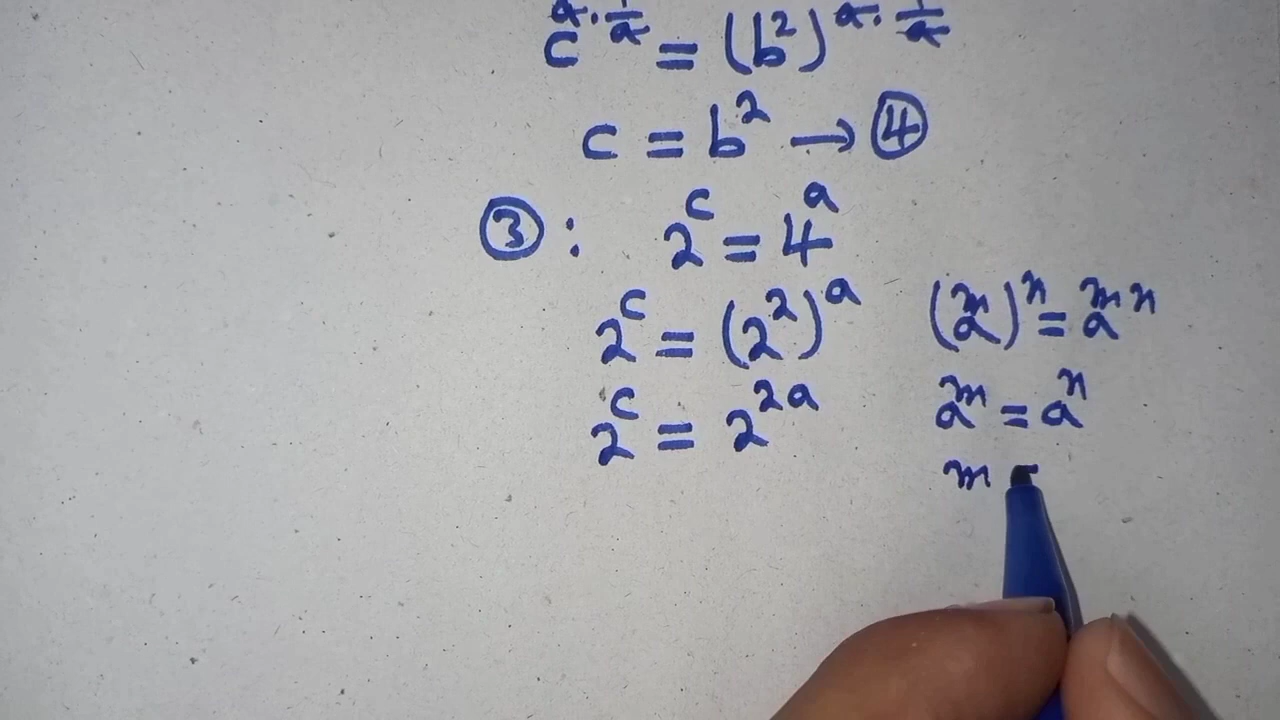 c^{a·1/a} = (b²)^{a·1/a}
c = b² → ④
③: 2^c = 4^a
2^c = (2²)^a
(a^m)^n = a^{mn}
2^c = 2^{2a}
a^m = a^n
m =